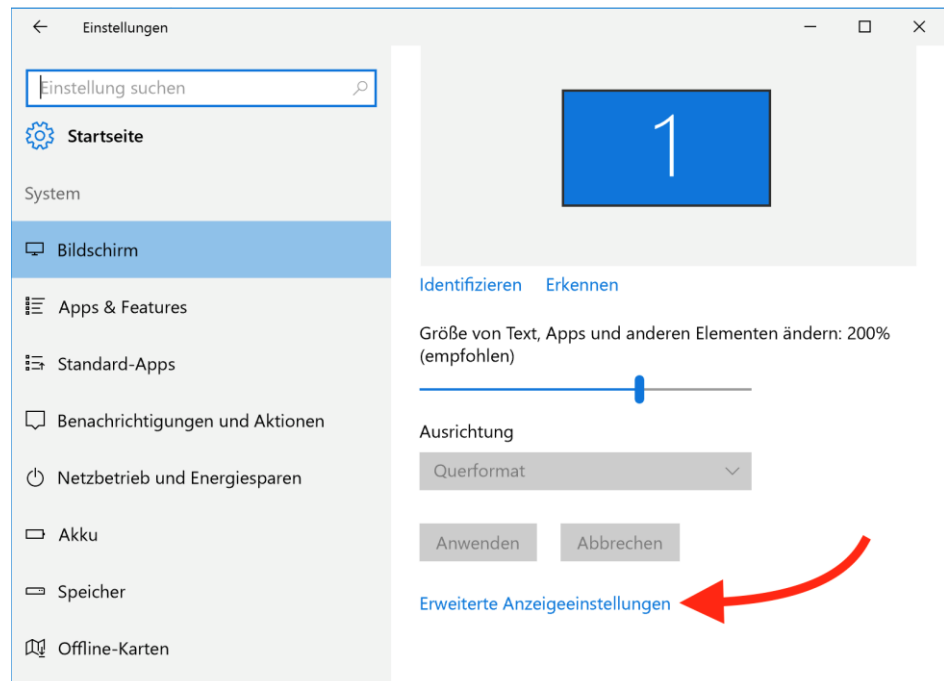 Einstellungen
Einstellung suchen
Startseite
System
Bildschirm
Apps & Features
Standard-Apps
Benachrichtigungen und Aktionen
Netzbetrieb und Energiesparen
Akku
Speicher
Offline-Karten
1
Identifizieren Erkennen
Größe von Text, Apps und anderen Elementen ändern: 200%
(empfohlen)
Ausrichtung
Querformat
Anwenden Abbrechen
Erweiterte Anzeigeeinstellungen